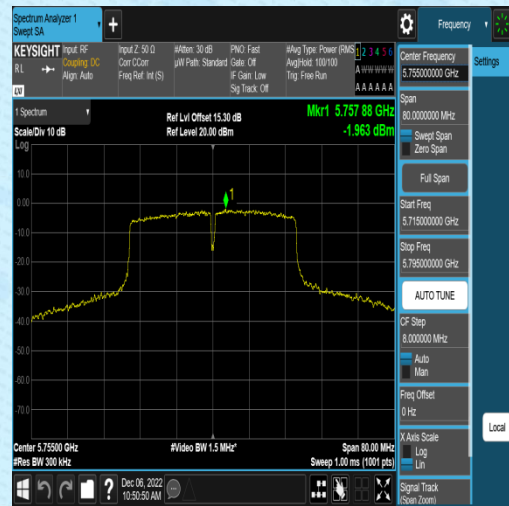 Spectrum Analyzer 1
Swept SA
+
Frequency
KEYSIGHT
Input: RF
Coupling: DC
Align: Auto
Input Z: 50 Ω
Corr CCorr
Freq Ref: Int (S)
#Atten: 30 dB
µW Path: Standard
PNO: Fast
Gate: Off
IF Gain: Low
Sig Track: Off
#Avg Type: Power (RMS
Avg|Hold: 100/100
Trig: Free Run
1 2 3 4 5 6
A W W W W W
A A A A A A
RL
LXI
1 Spectrum
Scale/Div 10 dB
Ref Lvl Offset 15.30 dB
Ref Level 20.00 dBm
Mkr1 5.757 88 GHz
-1.963 dBm
Log
10.0
0.00
-10.0
-20.0
-30.0
-40.0
-50.0
-60.0
-70.0
1
Center 5.75500 GHz
#Res BW 300 kHz
#Video BW 1.5 MHz*
Span 80.00 MHz
Sweep 1.00 ms (1001 pts)
?
Dec 06, 2022
10:50:50 AM
Center Frequency
5.755000000 GHz
Span
80.0000000 MHz
Swept Span
Zero Span
Full Span
Start Freq
5.715000000 GHz
Stop Freq
5.795000000 GHz
AUTO TUNE
CF Step
8.000000 MHz
Auto
Man
Freq Offset
0 Hz
X Axis Scale
Log
Lin
Signal Track
(Span Zoom)
Settings
Local